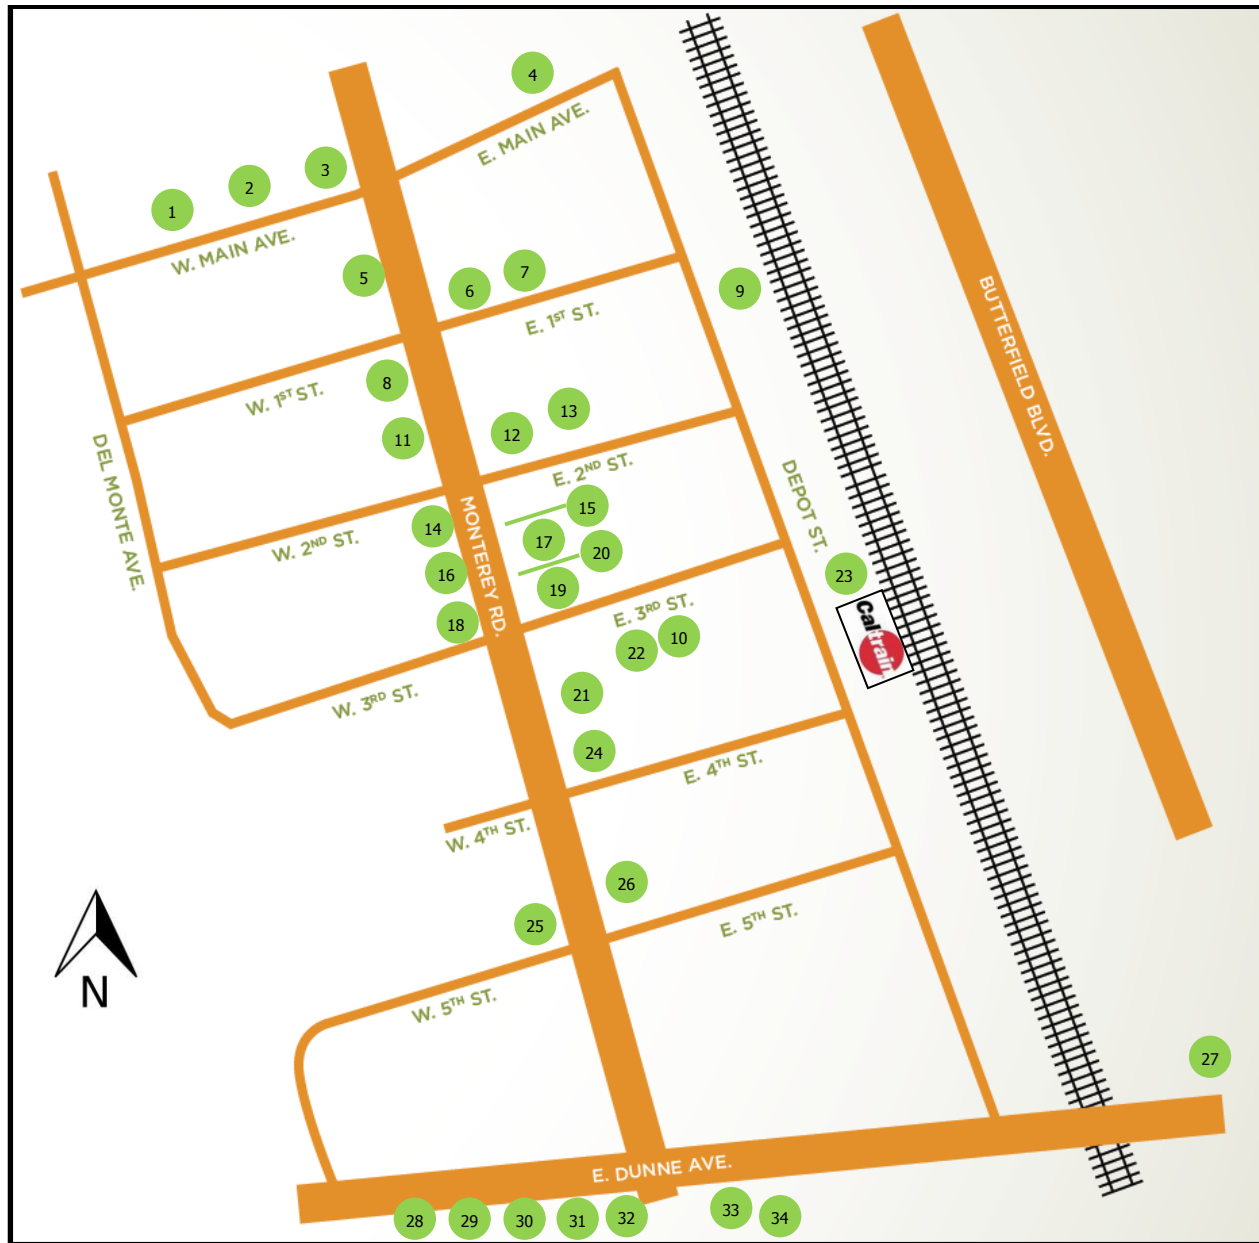 4
3
2
1
E. MAIN AVE.
W. MAIN AVE.
5
6
7
9
E. 1ST ST.
W. 1ST ST.
8
11
12
13
BUTTERFIELD BLVD.
DEL MONTE AVE.
E. 2ND ST.
W. 2ND ST.
DEPOT ST.
MONTEREY RD.
14
15
16
17
20
18
19
23
Caltrain
E. 3RD ST.
W. 3RD ST.
22
10
21
24
E. 4TH ST.
W. 4TH ST.
26
25
E. 5TH ST.
W. 5TH ST.
N
27
E. DUNNE AVE.
28
29
30
31
32
33
34